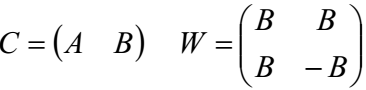 C = (A B) W = (B B
B −B)